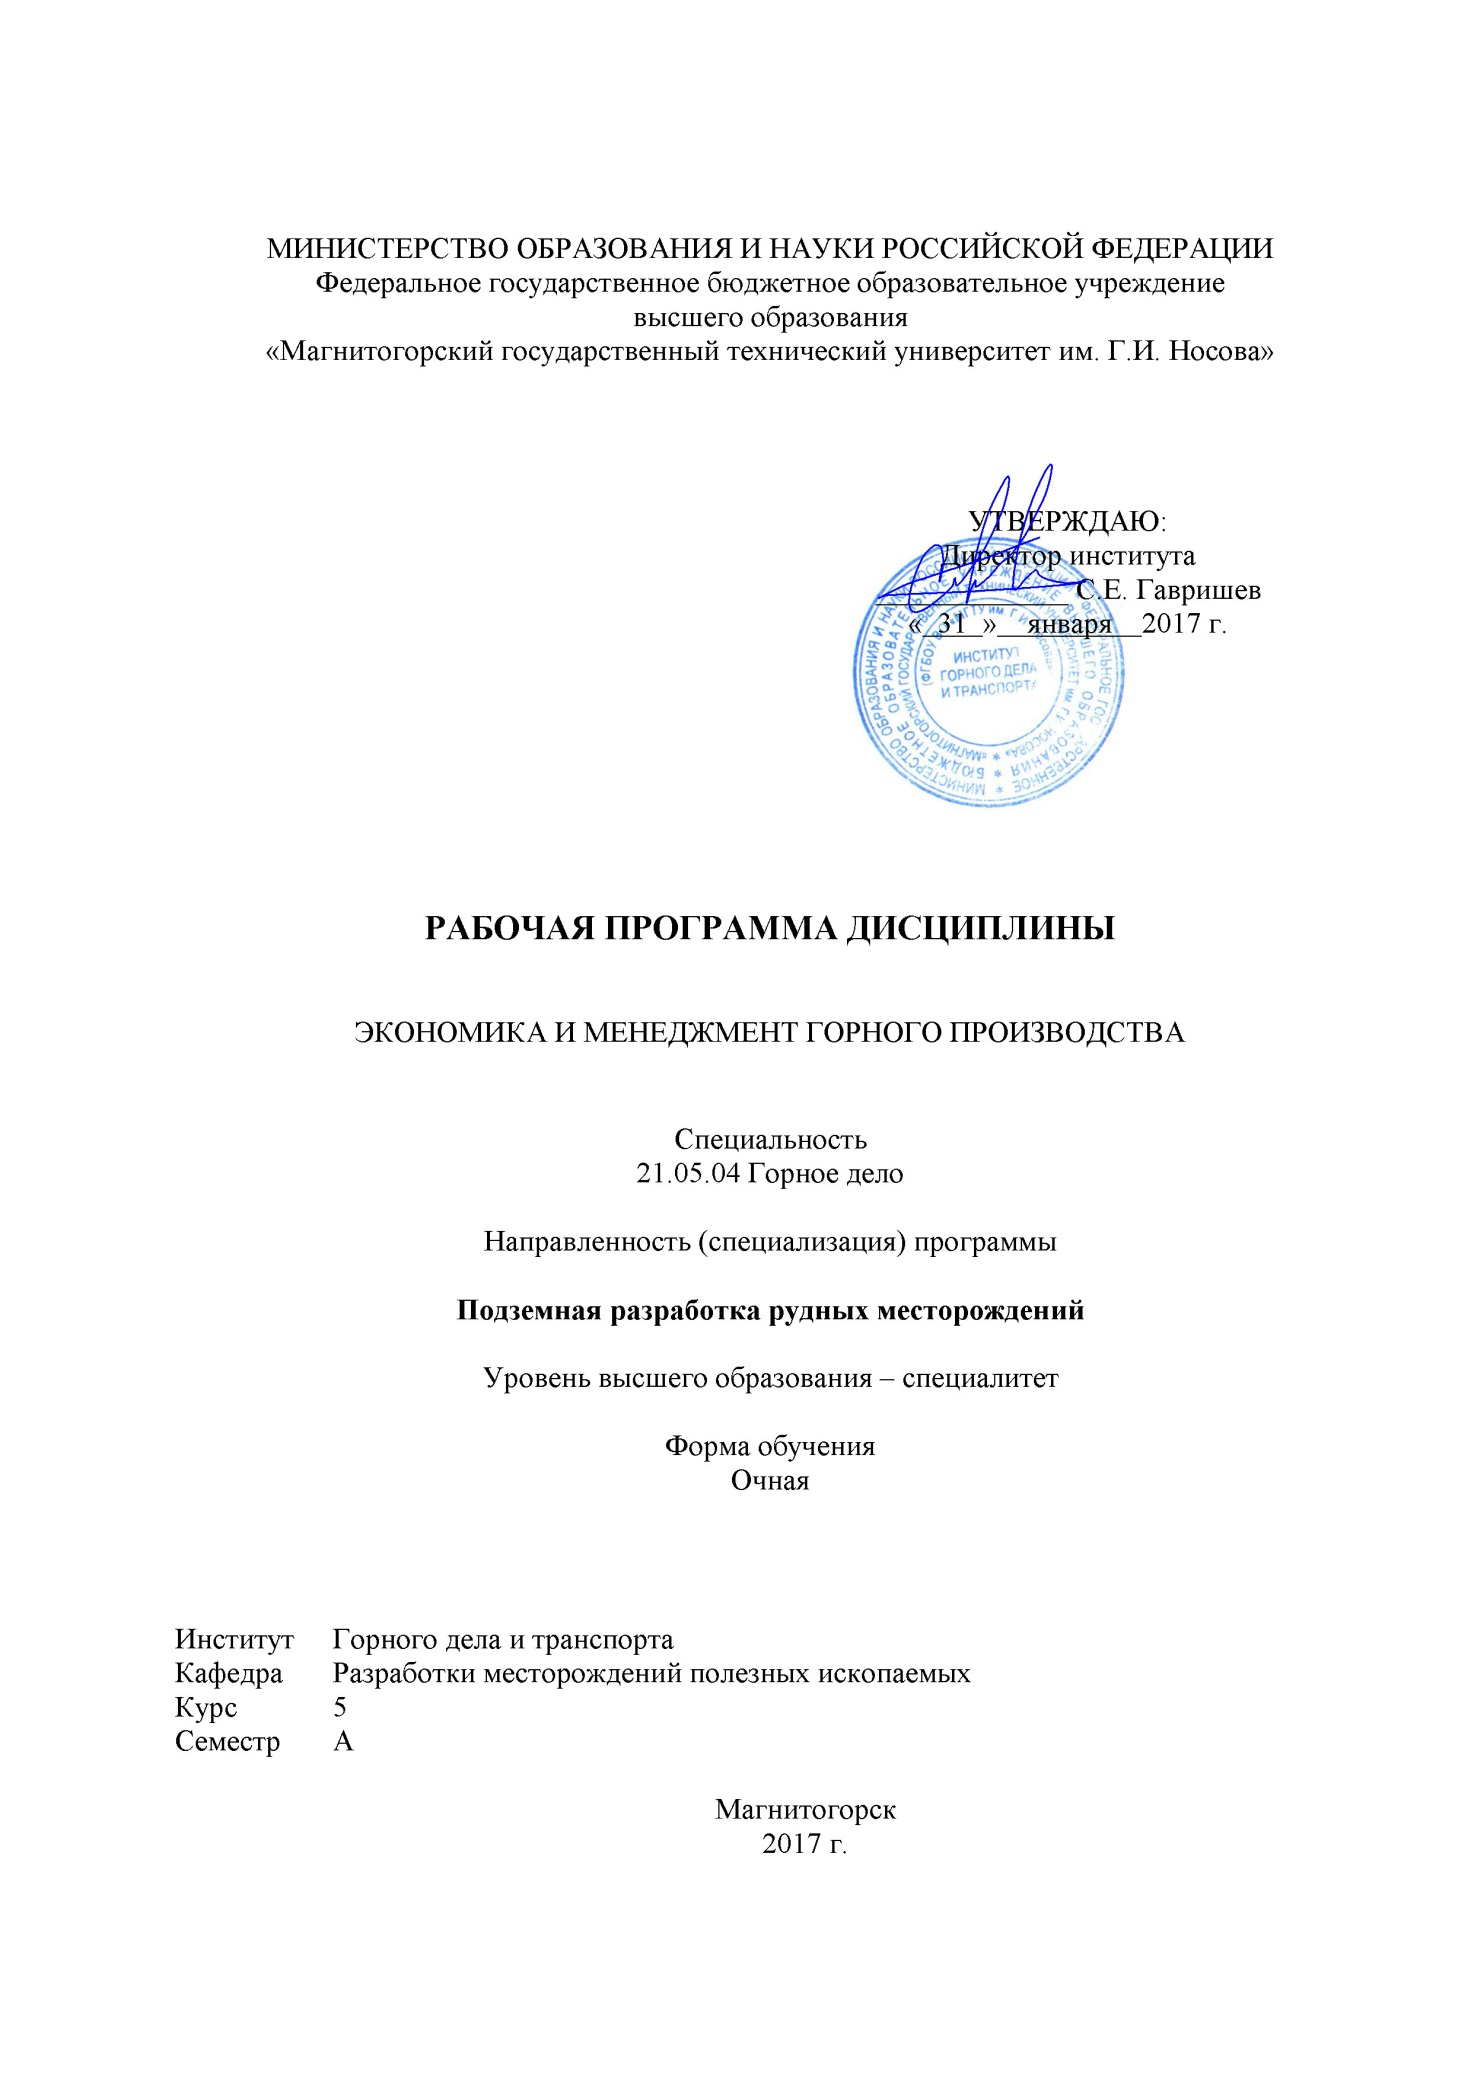 МИНИСТЕРСТВО ОБРАЗОВАНИЯ И НАУКИ РОССИЙСКОЙ ФЕДЕРАЦИИ
Федеральное государственное бюджетное образовательное учреждение
высшего образования
«Магнитогорский государственный технический университет им. Г.И. Носова»
УТВЕРЖДАЮ:
Директор института
С.Е. Гавришев
« 31 » января 2017 г.
ИНСТИТУТ
ГОРНОГО ДЕЛА
И ТРАНСПОРТА
РАБОЧАЯ ПРОГРАММА ДИСЦИПЛИНЫ
ЭКОНОМИКА И МЕНЕДЖМЕНТ ГОРНОГО ПРОИЗВОДСТВА
Специальность
21.05.04 Горное дело
Направленность (специализация) программы
Подземная разработка рудных месторождений
Уровень высшего образования – специалитет
Форма обучения
Очная
Институт Горного дела и транспорта
Кафедра Разработки месторождений полезных ископаемых
Курс 5
Семестр А
Магнитогорск
2017 г.